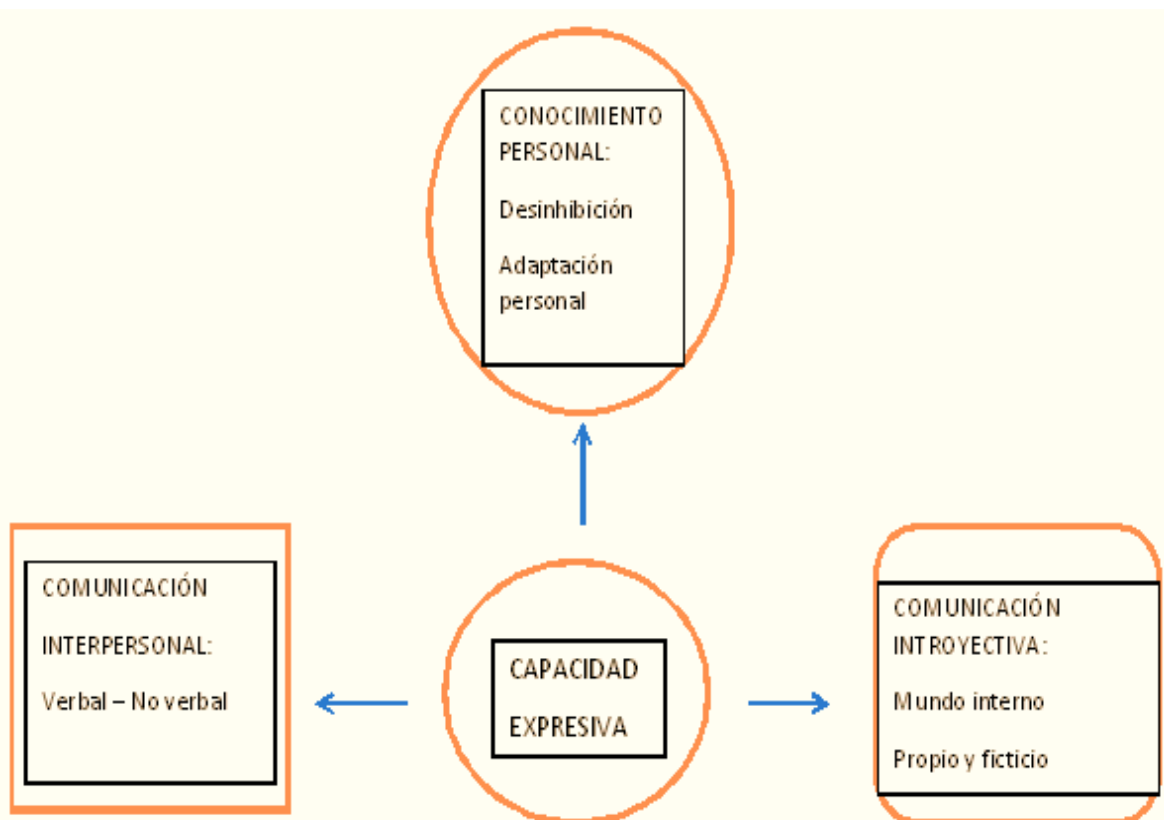 CONOCIMIENTO
PERSONAL:
Desinhibición
Adaptación
personal
COMUNICACIÓN
INTERPERSONAL:
Verbal – No verbal
CAPACIDAD
EXPRESIVA
COMUNICACIÓN
INTROYECTIVA:
Mundo interno
Propio y ficticio